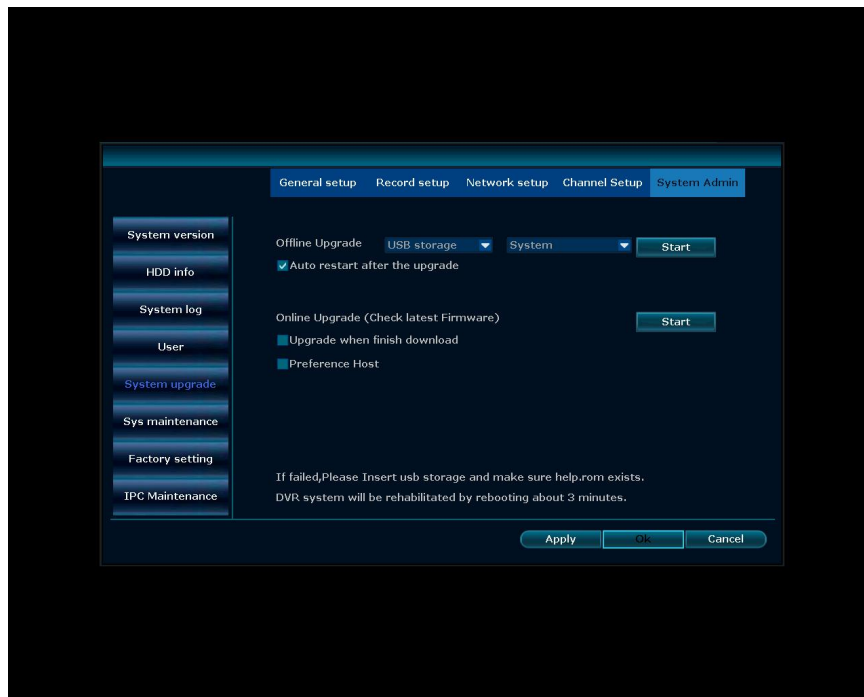 General setup Record setup Network setup Channel Setup System Admin
System version
HDD info
System log
User
System upgrade
Sys maintenance
Factory setting
IPC Maintenance
Offline Upgrade USB storage System Start
Auto restart after the upgrade
Online Upgrade (Check latest Firmware) Start
Upgrade when finish download
Preference Host
If failed,Please Insert usb storage and make sure help.rom exists.
DVR system will be rehabilitated by rebooting about 3 minutes.
Apply Ok Cancel